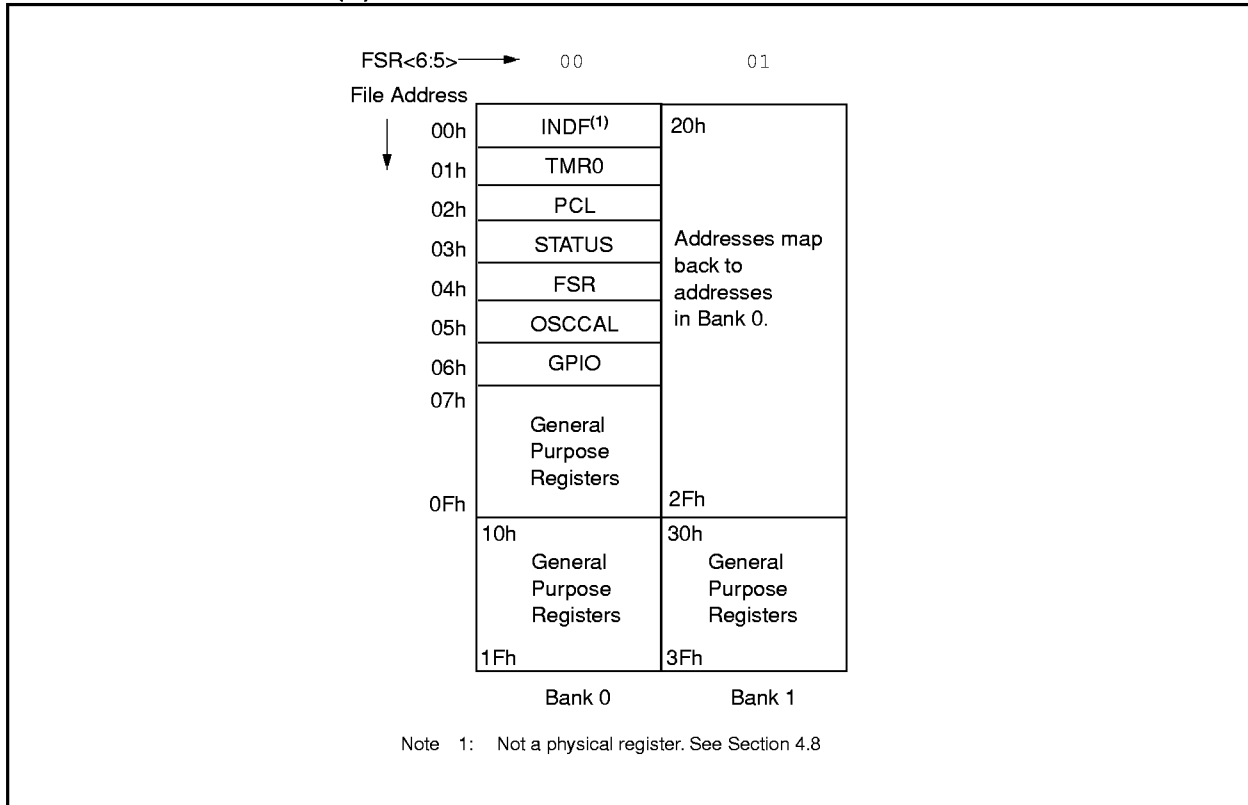 FSR<6:5> 00 01
File Address
00h INDF(1) 20h
01h TMR0
02h PCL
03h STATUS Addresses map
back to
04h FSR addresses
05h OSCCAL in Bank 0.
06h GPIO
07h
General
Purpose
Registers
0Fh 2Fh
10h 30h
General General
Purpose Purpose
Registers Registers
1Fh 3Fh
Bank 0 Bank 1
Note 1: Not a physical register. See Section 4.8